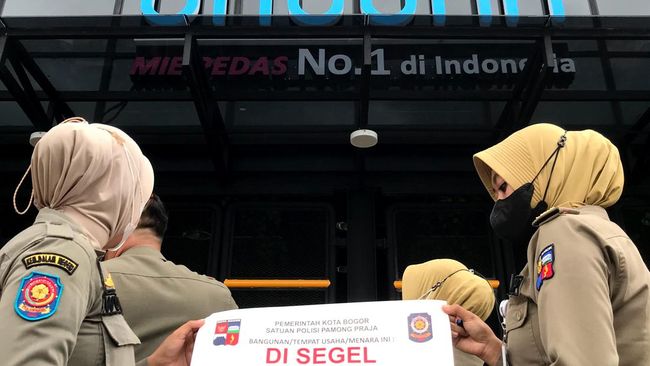 MIE PEDAS No.1 di Indonesia
PEMERINTAH KOTA BOGOR
SATUAN POLISI PAMONG PRAJA
BANGUNAN/TEMPAT USAHA/MENARA INI :
DI SEGEL